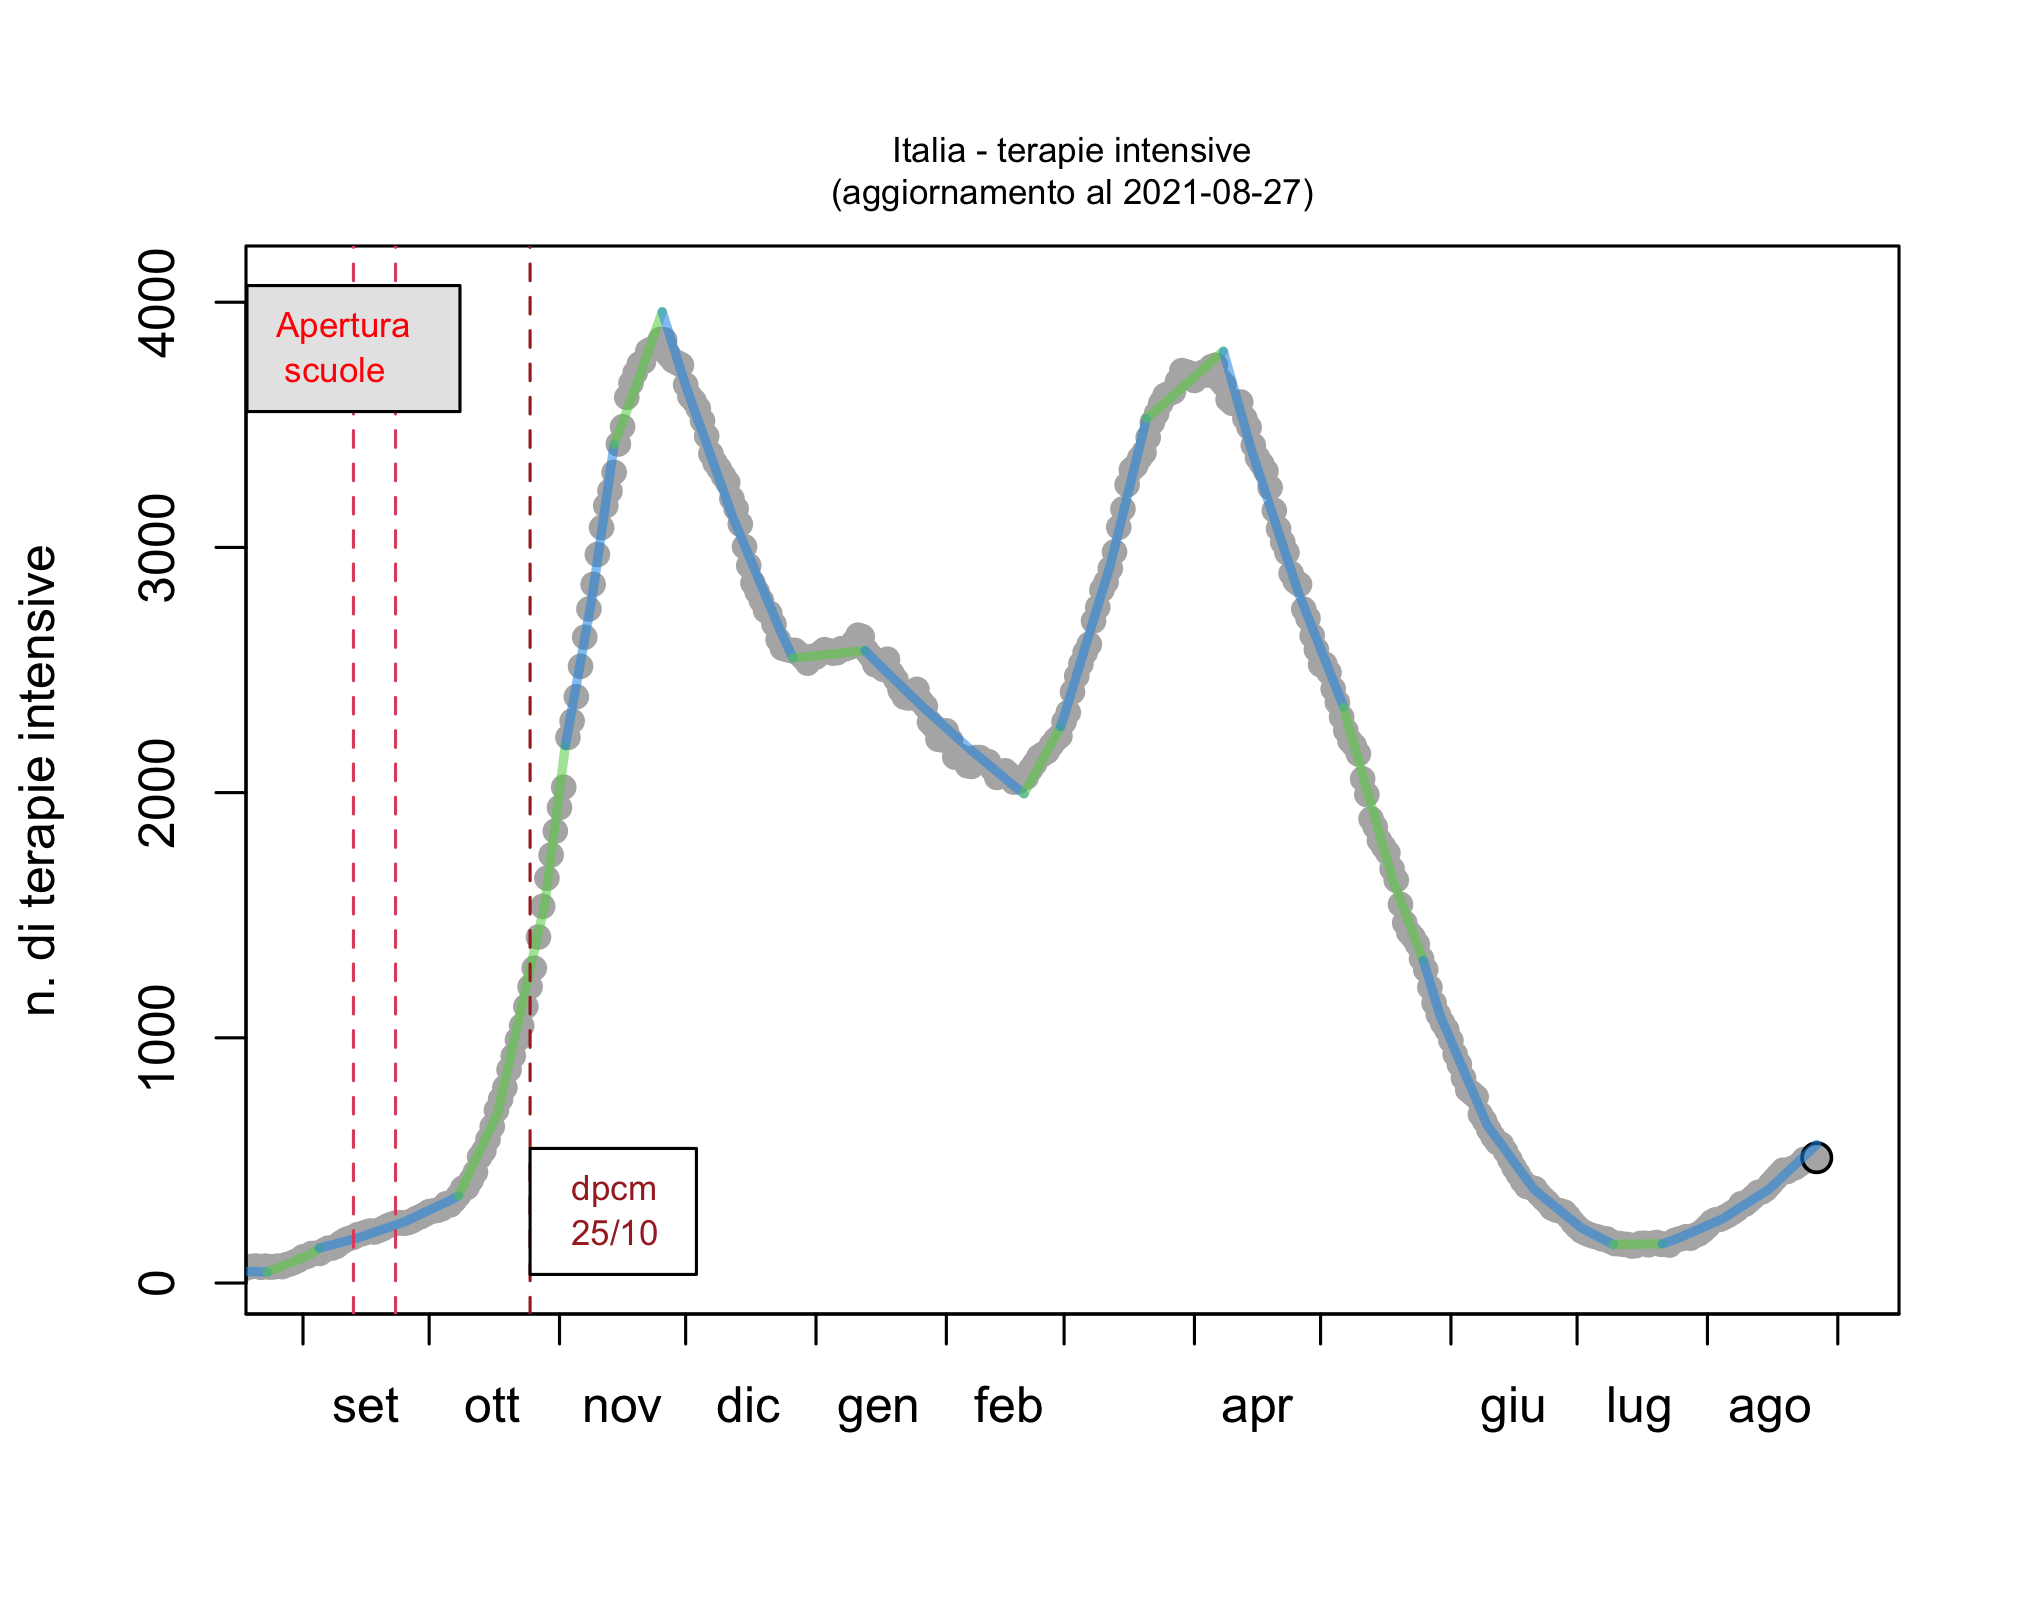 Italia - terapie intensive
(aggiornamento al 2021-08-27)
n. di terapie intensive
4000
3000
2000
1000
0
Apertura
scuole
dpcm
25/10
set ott nov dic gen feb apr giu lug ago